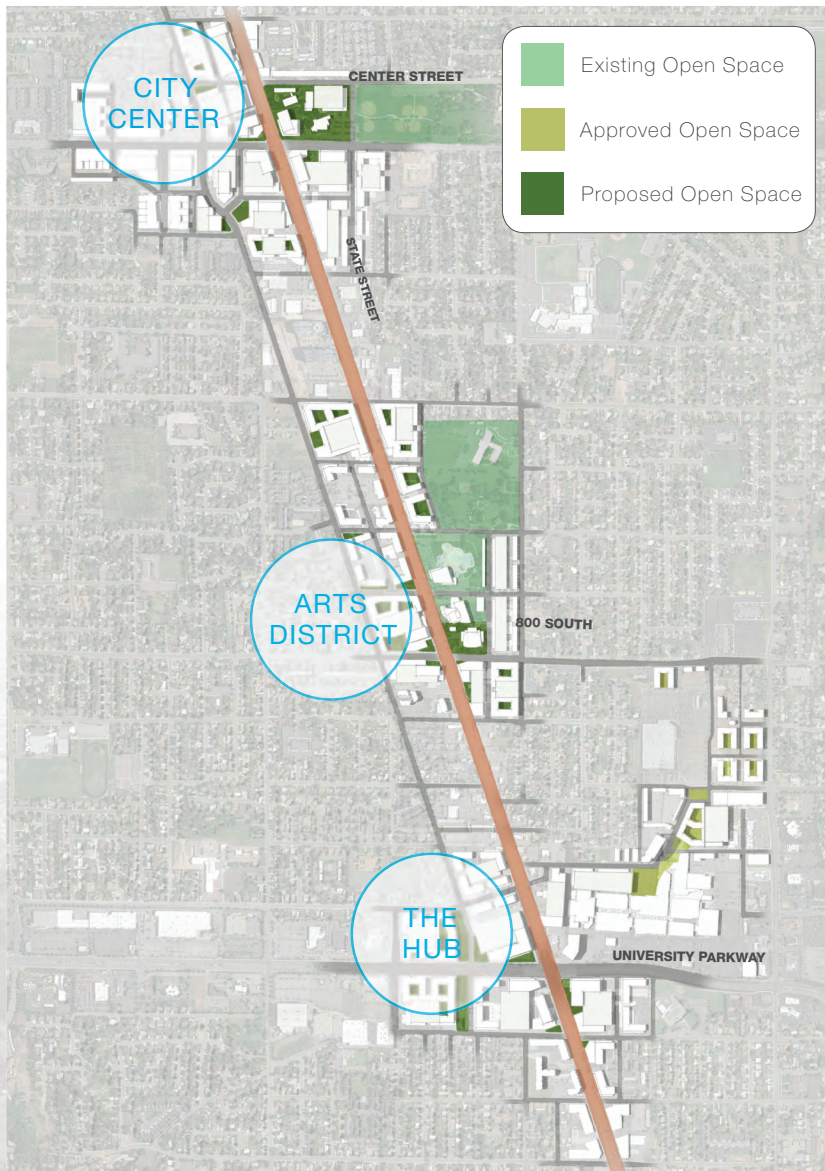 CITY
CENTER
CENTER STREET
Existing Open Space
Approved Open Space
Proposed Open Space
STATE STREET
ARTS
DISTRICT
800 SOUTH
THE
HUB
UNIVERSITY PARKWAY